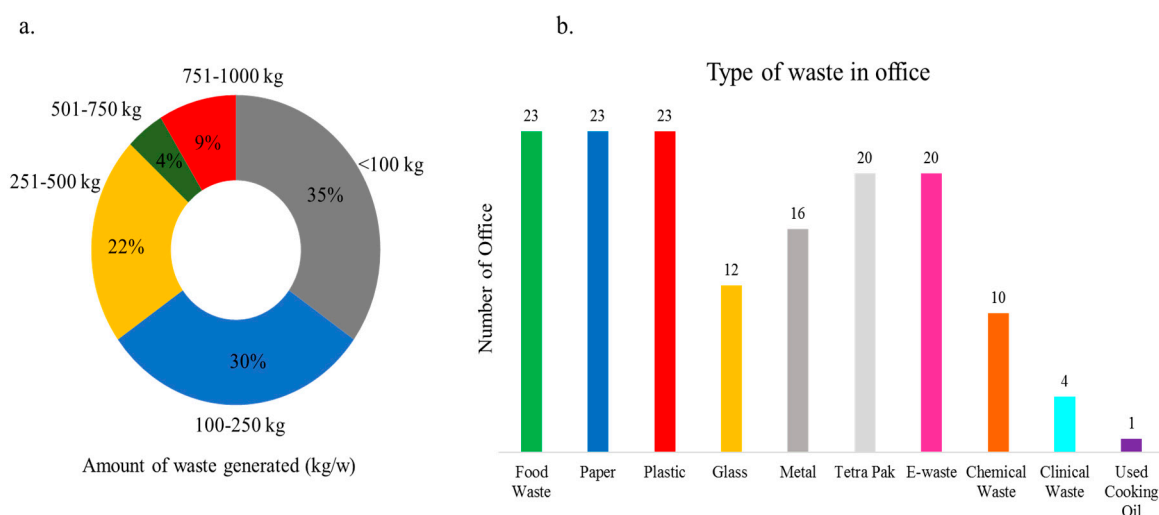 a.
751-1000 kg
501-750 kg
9%
4%
<100 kg
251-500 kg
35%
22%
30%
100-250 kg
Amount of waste generated (kg/w)
b.
Type of waste in office
Number of Office
23
23
23
12
16
20
20
10
4
1
Food
Waste
Paper
Plastic
Glass
Metal
Tetra Pak
E-waste
Chemical
Waste
Clinical
Waste
Used
Cooking
Oil